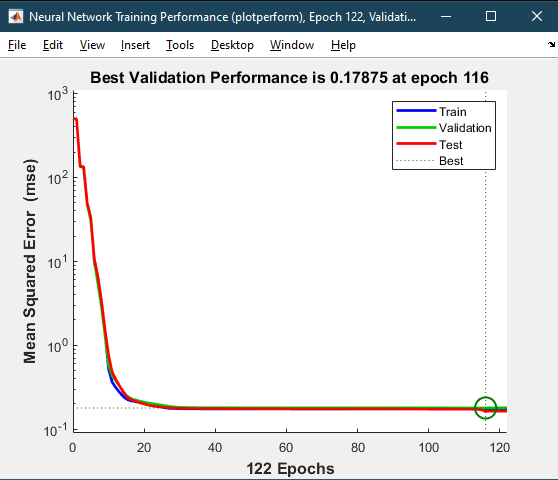 Neural Network Training Performance (plotperform), Epoch 122, Validati...
File Edit View Insert Tools Desktop Window Help
Best Validation Performance is 0.17875 at epoch 116
Mean Squared Error (mse)
10^3
10^2
10^1
10^0
10^-1
Train
Validation
Test
Best
0 20 40 60 80 100 120
122 Epochs